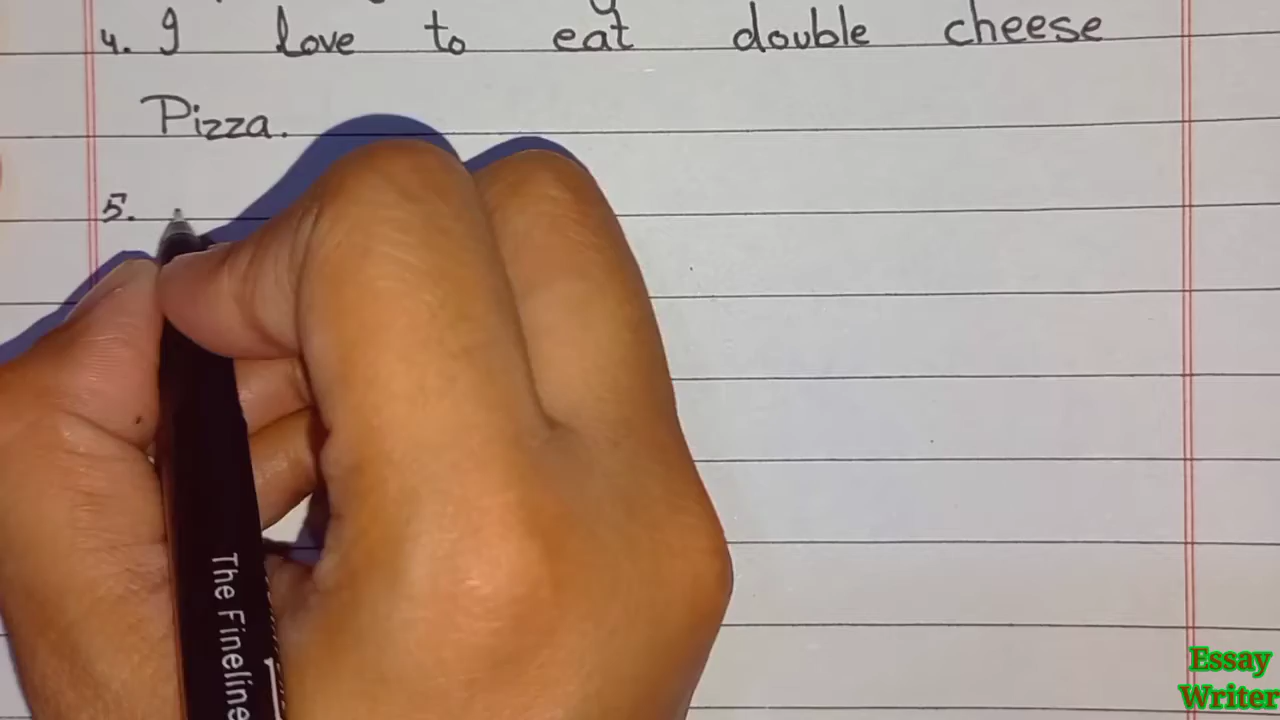 4. I love to eat double cheese
Pizza.
5.
The Fineline
Essay
Writer